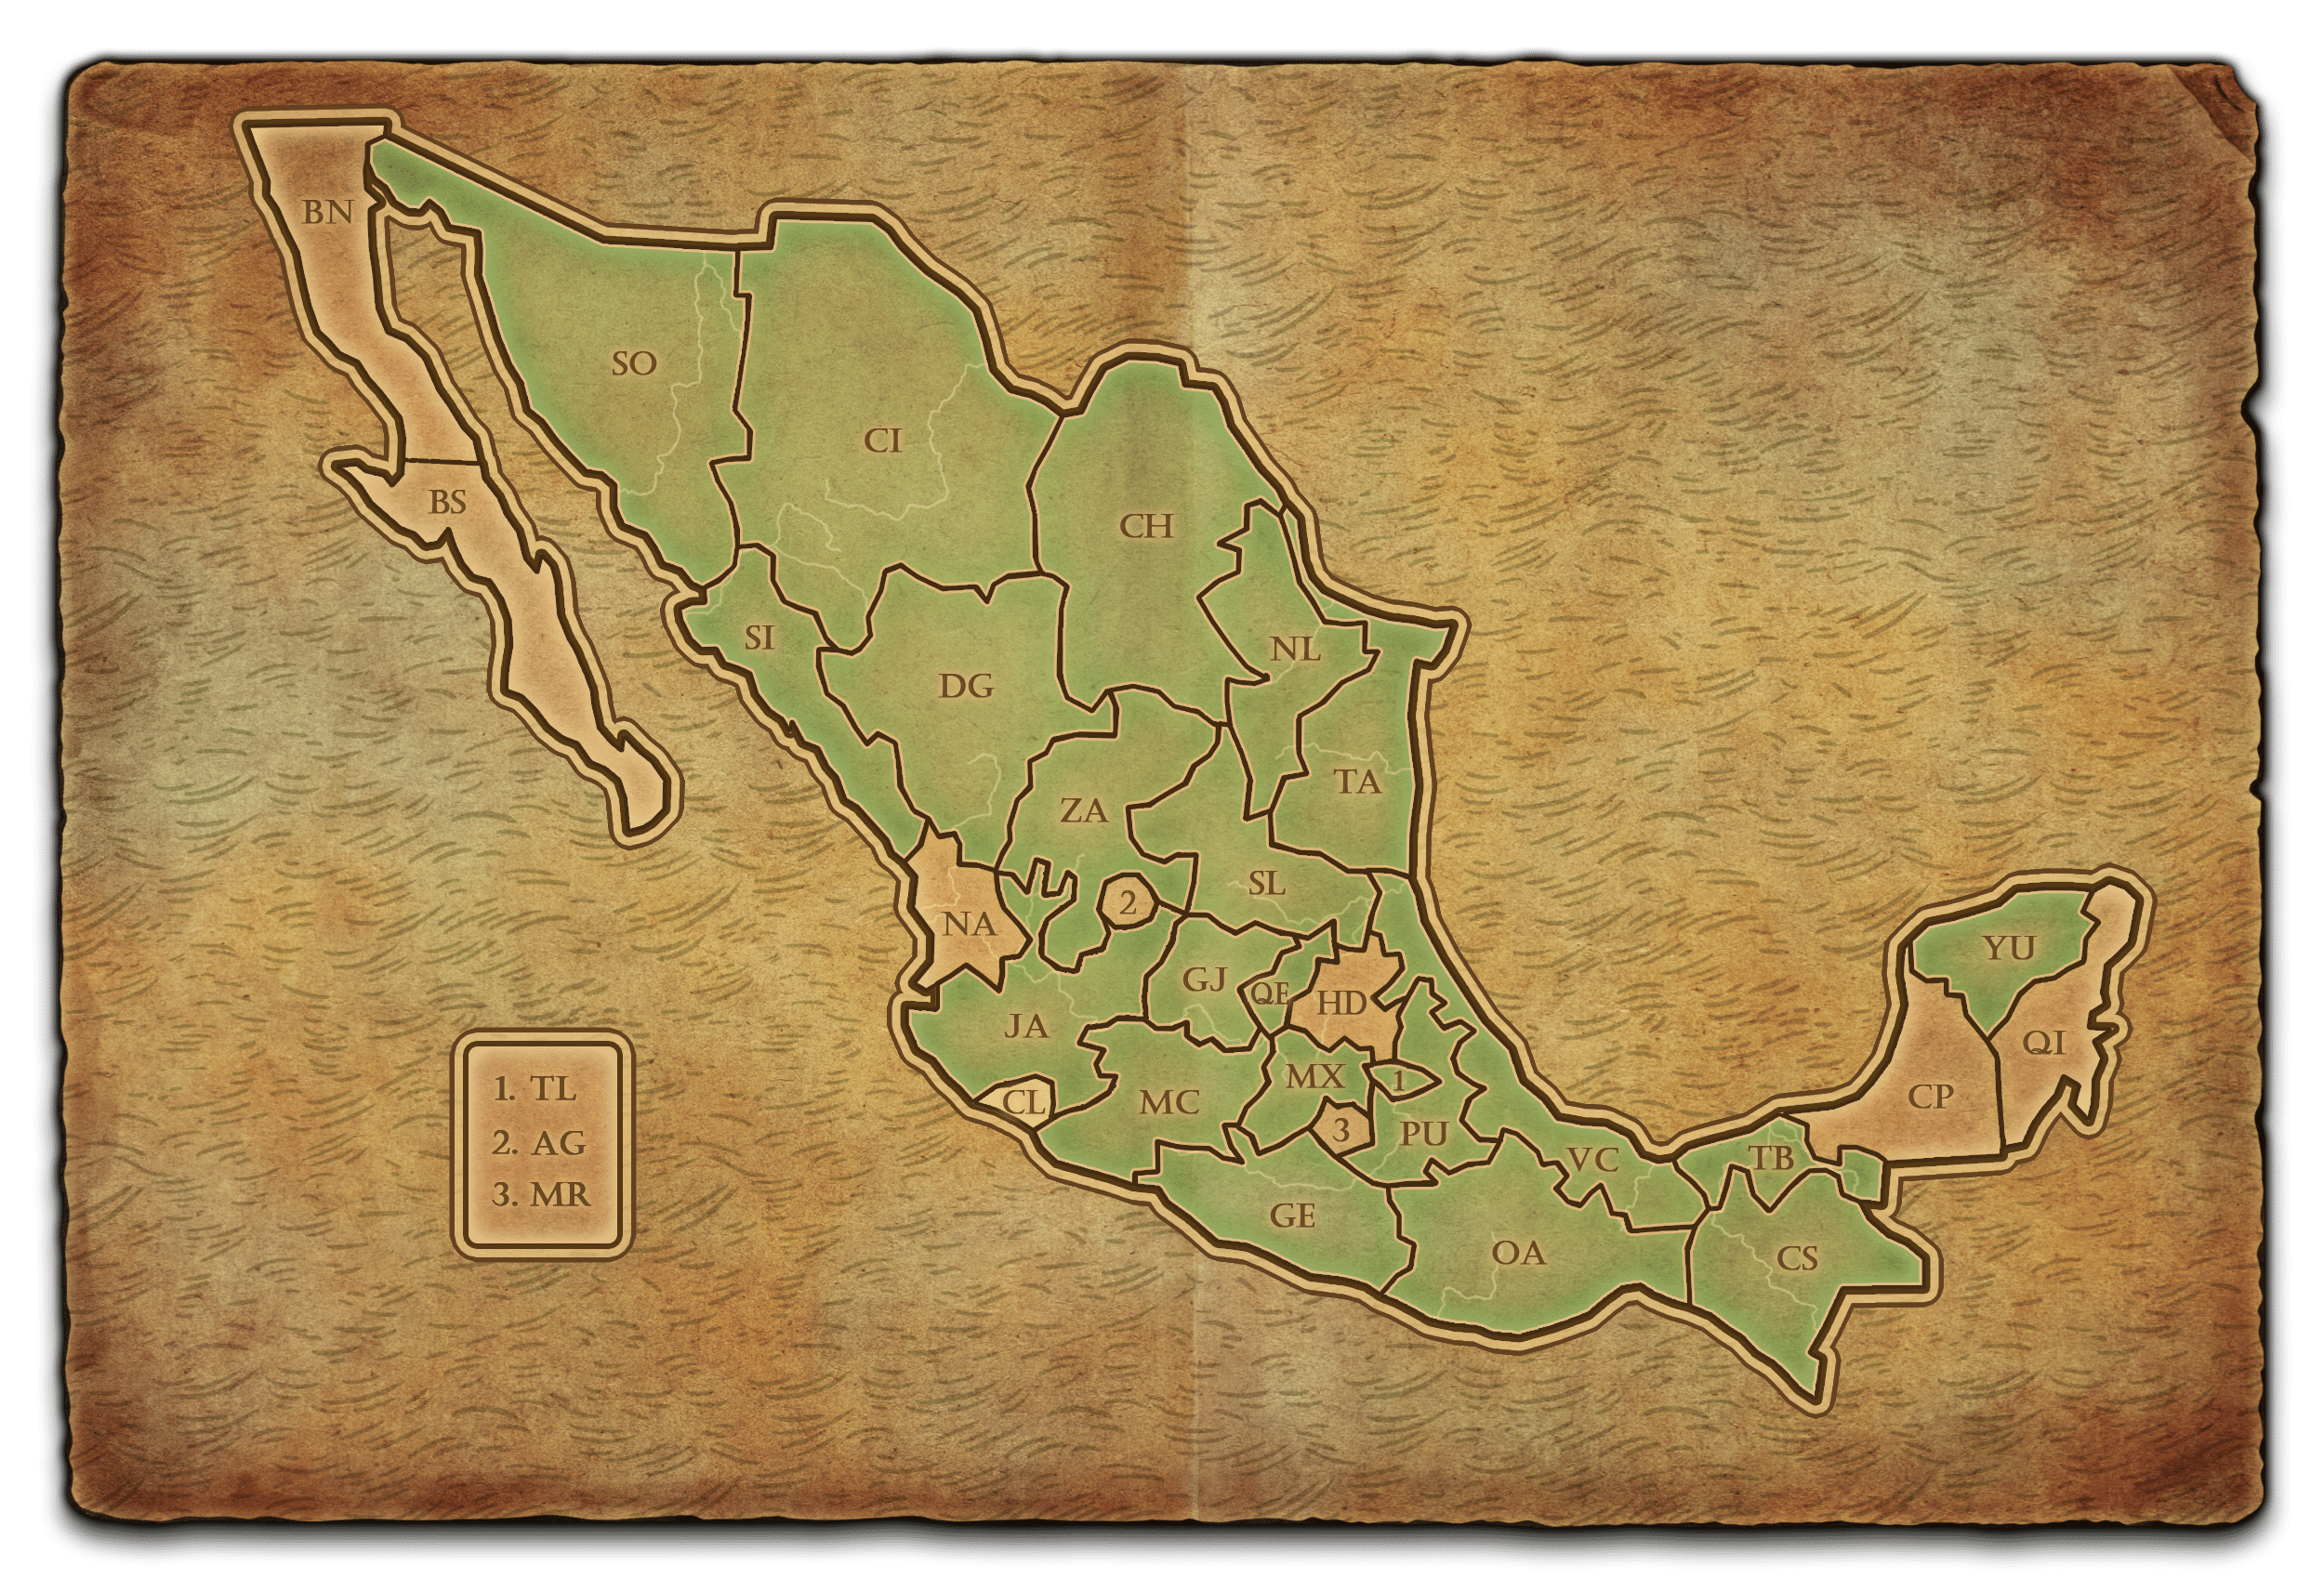 BN
SO
CI
BS
CH
SI
NL
DG
TA
ZA
SL
2
NA
YU
GJ
QE
HD
JA
QI
MX
1
CL
MC
CP
3
PU
VC
TB
GE
OA
CS
1. TL
2. AG
3. MR